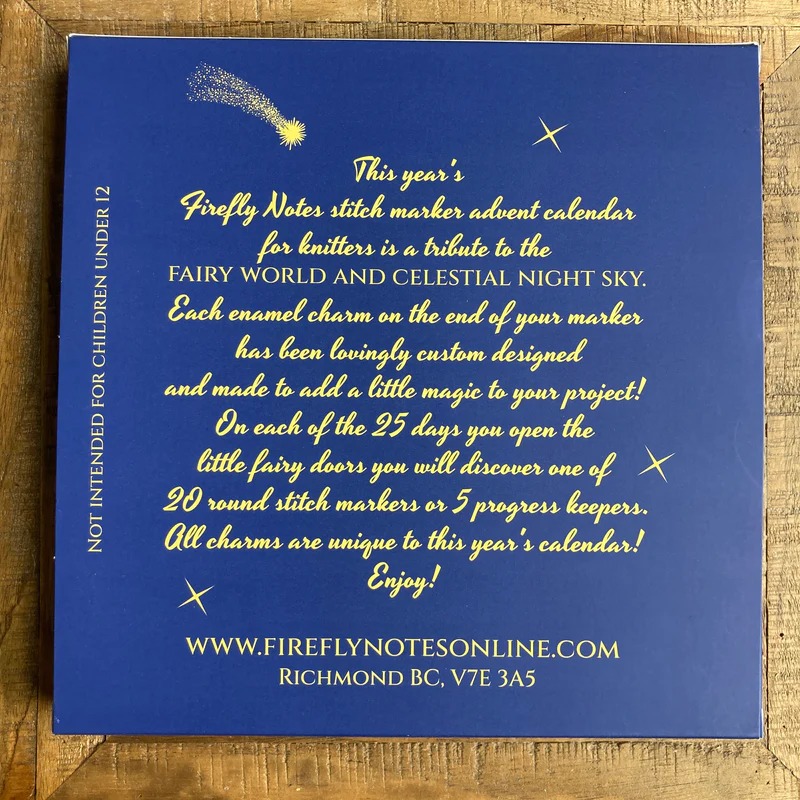 This year's
Firefly Notes stitch marker advent calendar
for knitters is a tribute to the
FAIRY WORLD AND CELESTIAL NIGHT SKY.
Each enamel charm on the end of your marker
has been lovingly custom designed
and made to add a little magic to your project!
On each of the 25 days you open the
little fairy doors you will discover one of
20 round stitch markers or 5 progress keepers.
All charms are unique to this year's calendar!
Enjoy!
WWW.FIREFLYNOTESONLINE.COM
RICHMOND BC, V7E 3A5
NOT INTENDED FOR CHILDREN UNDER 12